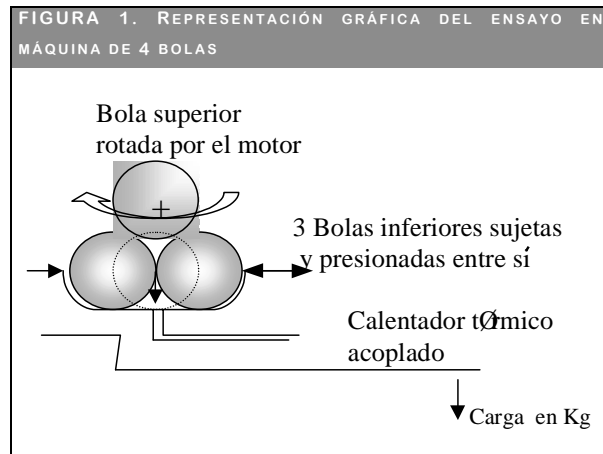 FIGURA 1. REPRESENTACIÓN GRÁFICA DEL ENSAYO EN
MÁQUINA DE 4 BOLAS
Bola superior
rotada por el motor
3 Bolas inferiores sujetas
y presionadas entre sí
Calentador tØrmico
acoplado
Carga en Kg